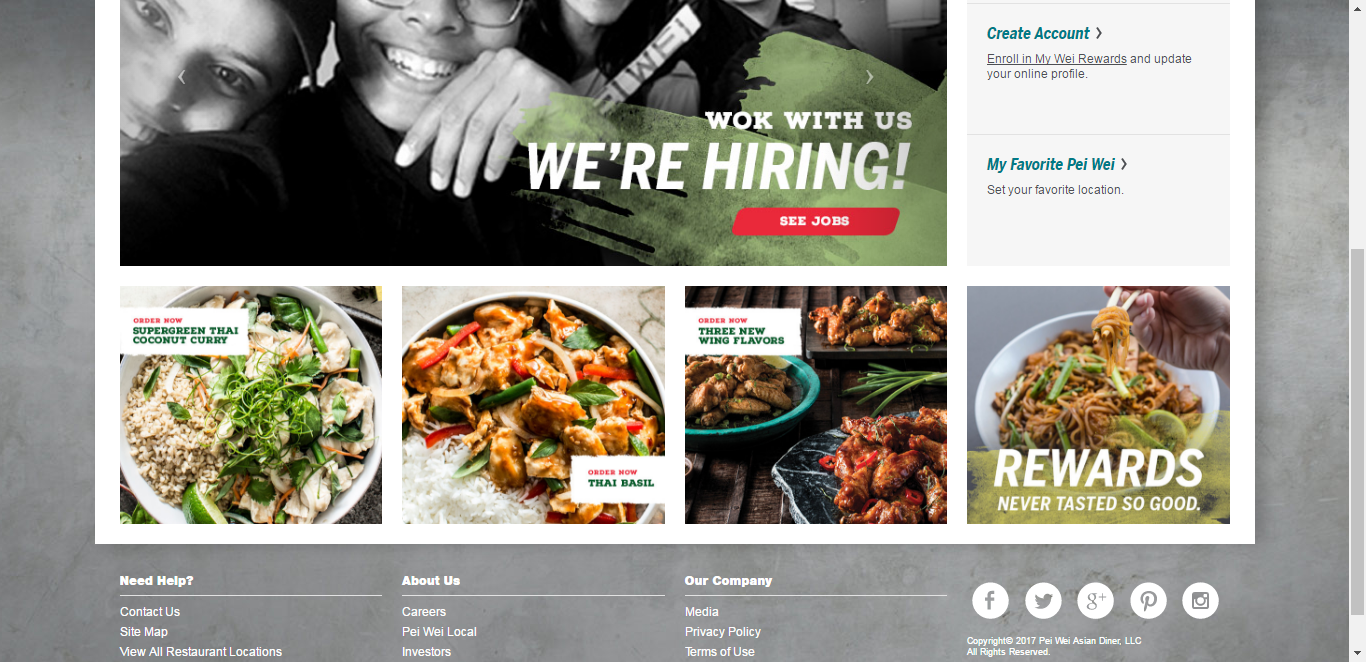 WEI
WOK WITH US
WE'RE HIRING!
SEE JOBS
Create Account
Enroll in My Wei Rewards and update
your online profile.
My Favorite Pei Wei
Set your favorite location.
ORDER NOW
SUPERGREEN THAI
COCONUT CURRY
ORDER NOW
THAI BASIL
ORDER NOW
THREE NEW
WING FLAVORS
REWARDS
NEVER TASTED SO GOOD.
Need Help?
Contact Us
Site Map
View All Restaurant Locations
About Us
Careers
Pei Wei Local
Investors
Our Company
Media
Privacy Policy
Terms of Use
Copyright© 2017 Pei Wei Asian Diner, LLC
All Rights Reserved.